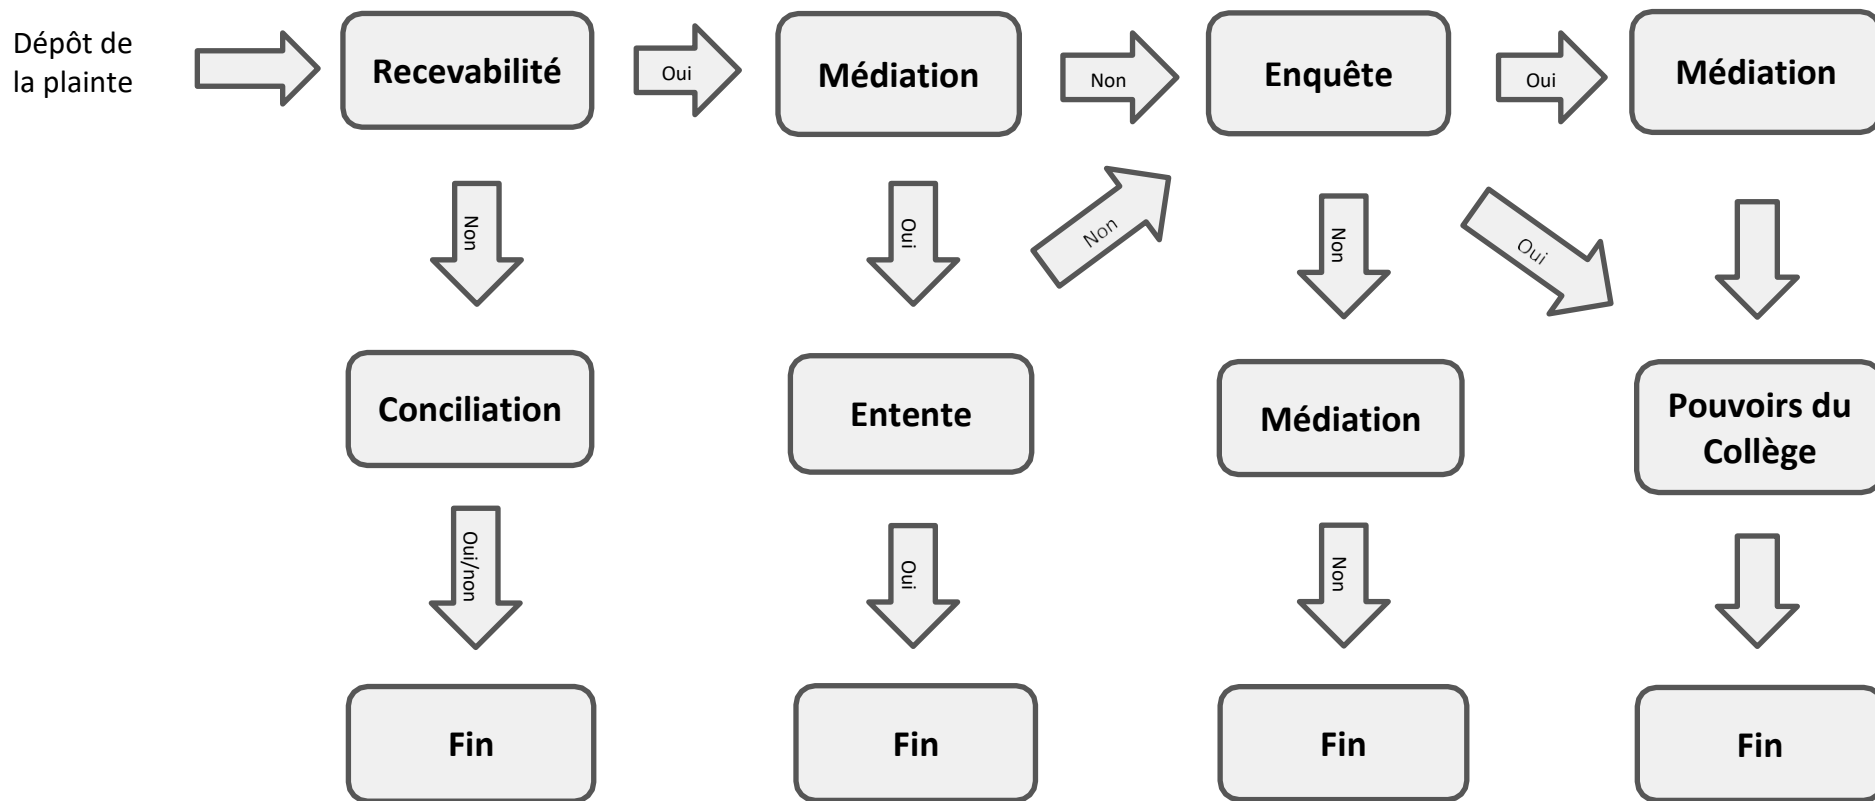 Dépôt de
la plainte
Recevabilité
Oui
Médiation
Non
Enquête
Oui
Médiation
Non
Oui
Non
Non
Oui
Conciliation
Entente
Médiation
Pouvoirs du
Collège
Oui/non
Oui
Non
Fin
Fin
Fin
Fin